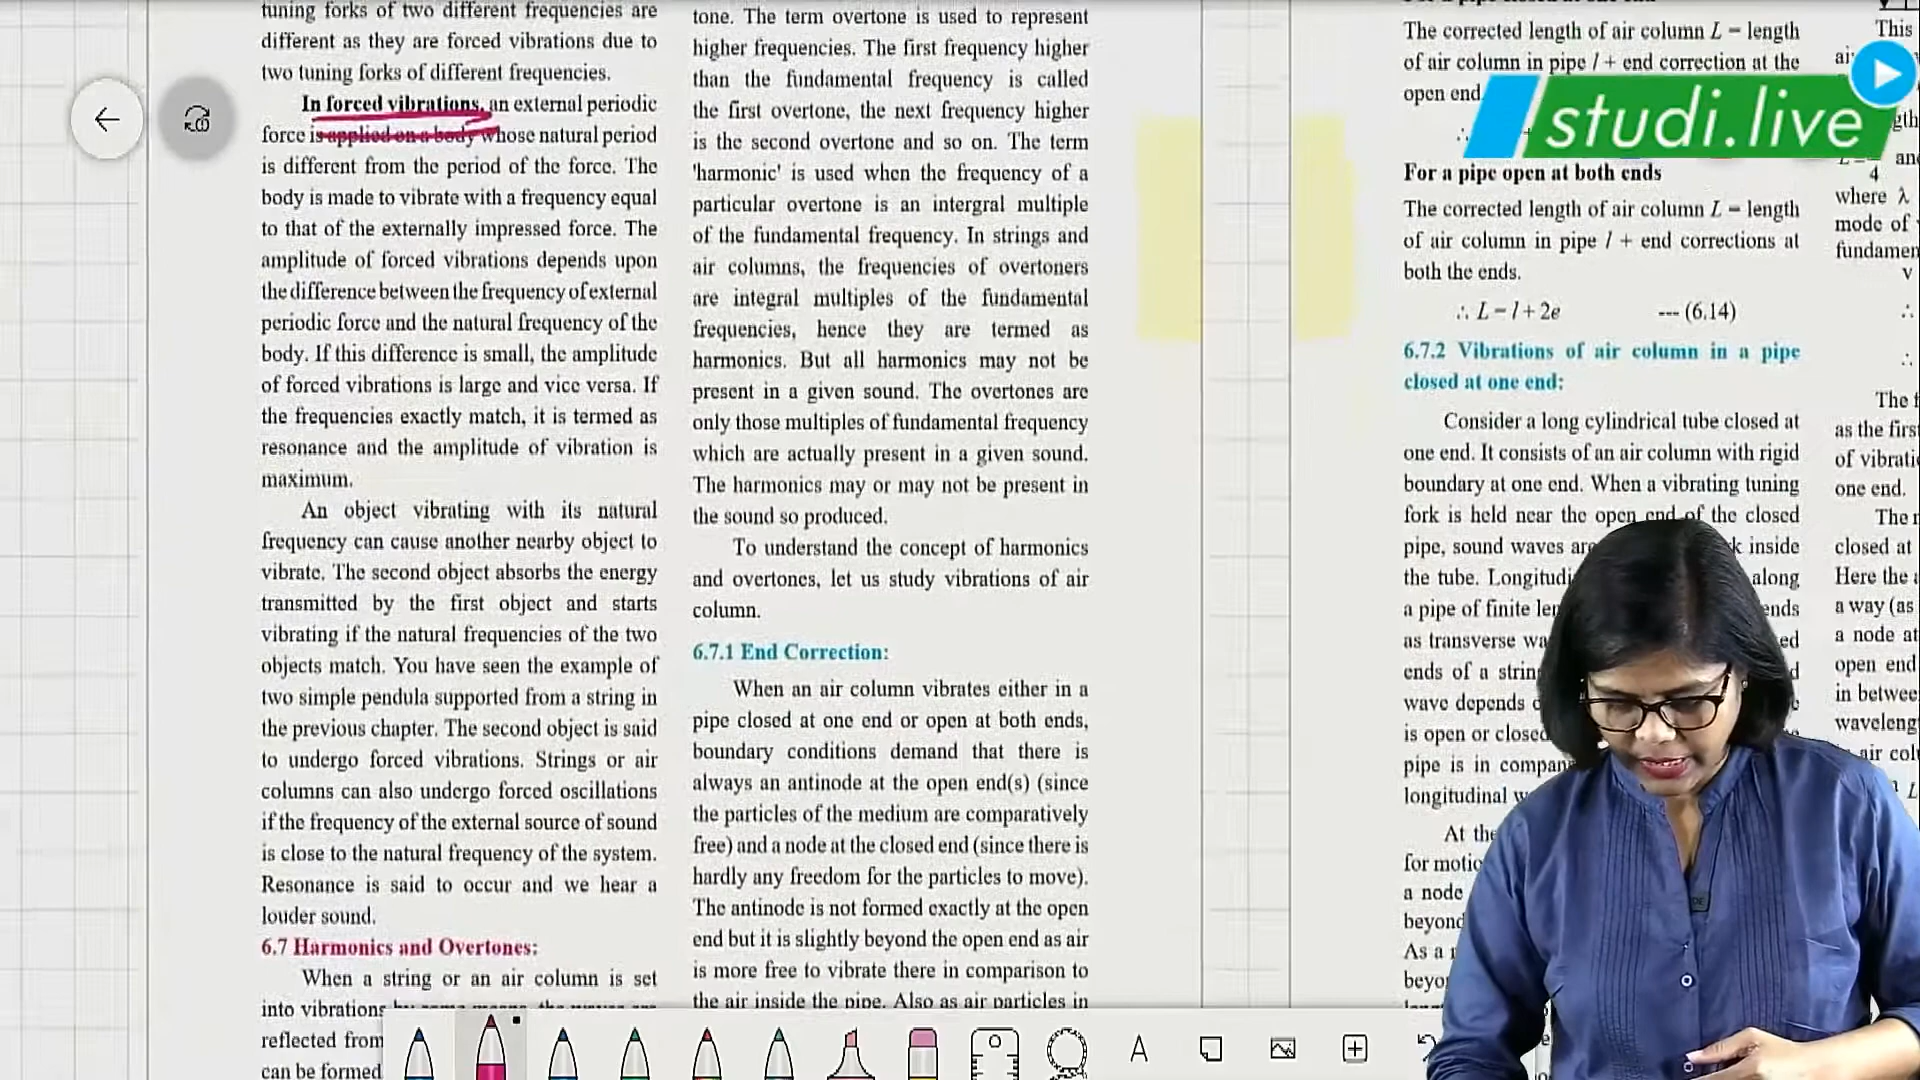 tuning forks of two different frequencies are
different as they are forced vibrations due to
two tuning forks of different frequencies.
In forced vibrations, an external periodic
force is applied on a body whose natural period
is different from the period of the force. The
body is made to vibrate with a frequency equal
to that of the externally impressed force. The
amplitude of forced vibrations depends upon
the difference between the frequency of external
periodic force and the natural frequency of the
body. If this difference is small, the amplitude
of forced vibrations is large and vice versa. If
the frequencies exactly match, it is termed as
resonance and the amplitude of vibration is
maximum.
An object vibrating with its natural
frequency can cause another nearby object to
vibrate. The second object absorbs the energy
transmitted by the first object and starts
vibrating if the natural frequencies of the two
objects match. You have seen the example of
two simple pendula supported from a string in
the previous chapter. The second object is said
to undergo forced vibrations. Strings or air
columns can also undergo forced oscillations
if the frequency of the external source of sound
is close to the natural frequency of the system.
Resonance is said to occur and we hear a
louder sound.
6.7 Harmonics and Overtones:
When a string or an air column is set
into vibrations
reflected from
can be formed
tone. The term overtone is used to represent
higher frequencies. The first frequency higher
than the fundamental frequency is called
the first overtone, the next frequency higher
is the second overtone and so on. The term
'harmonic' is used when the frequency of a
particular overtone is an intergral multiple
of the fundamental frequency. In strings and
air columns, the frequencies of overtoners
are integral multiples of the fundamental
frequencies, hence they are termed as
harmonics. But all harmonics may not be
present in a given sound. The overtones are
only those multiples of fundamental frequency
which are actually present in a given sound.
The harmonics may or may not be present in
the sound so produced.
To understand the concept of harmonics
and overtones, let us study vibrations of air
column.
6.7.1 End Correction:
When an air column vibrates either in a
pipe closed at one end or open at both ends,
boundary conditions demand that there is
always an antinode at the open end(s) (since
the particles of the medium are comparatively
free) and a node at the closed end (since there is
hardly any freedom for the particles to move).
The antinode is not formed exactly at the open
end but it is slightly beyond the open end as air
is more free to vibrate there in comparison to
the air inside the pipe. Also as air particles in
The corrected length of air column L = length
of air column in pipe l + end correction at the
open end
studi.live
For a pipe open at both ends
The corrected length of air column L = length
of air column in pipe l + end corrections at
both the ends.
∴ L = l + 2e --- (6.14)
6.7.2 Vibrations of air column in a pipe
closed at one end:
Consider a long cylindrical tube closed at
one end. It consists of an air column with rigid
boundary at one end. When a vibrating tuning
fork is held near the open end of the closed
pipe, sound waves are inside
the tube. along
a pipe of finite ends
as transverse
ends of a string
wave depends
is open or closed
pipe is in
longitudinal
At the
for
a node
beyond
As a
This
and
4
where λ
mode of
v
∴
∴
The
as the first
of
one end.
The
closed at
Here the
a way (as
a node at
open end
in
air
L
A